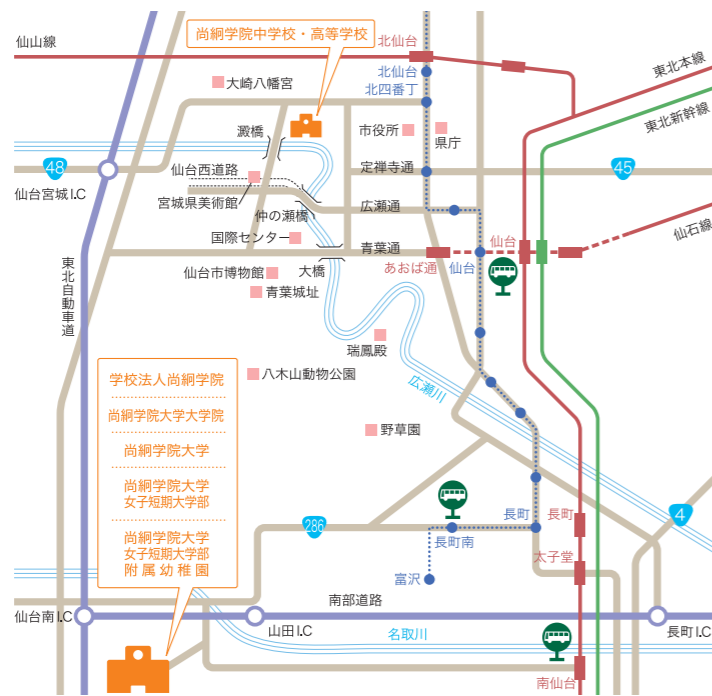 仙山線
尚絅学院中学校・高等学校
北仙台
東北本線
大崎八幡宮
北仙台
北四番丁
東北新幹線
澱橋
市役所
県庁
48
仙台西道路
定禅寺通
45
仙台宮城I.C
宮城県美術館
仲の瀬橋
広瀬通
仙石線
国際センター
青葉通
仙台
東北自動車道
仙台市博物館
大橋
あおば通
仙台
青葉城址
瑞鳳殿
学校法人尚絅学院
八木山動物公園
広瀬川
尚絅学院大学大学院
野草園
尚絅学院大学
尚絅学院大学
女子短期大学部
長町
長町
4
286
長町南
尚絅学院大学
女子短期大学部
附属幼稚園
太子堂
富沢
南部道路
仙台南I.C
山田I.C
名取川
長町I.C
南仙台